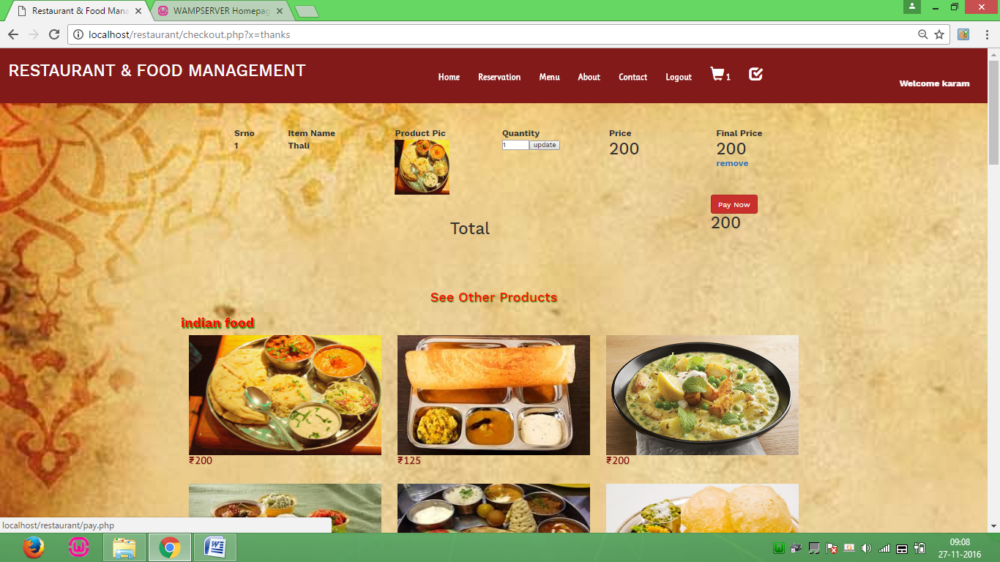 Restaurant & Food Mana
WAMPSERVER Homepag
localhost/restaurant/checkout.php?x=thanks
RESTAURANT & FOOD MANAGEMENT
Home Reservation Menu About Contact Logout 1
Welcome karam
Srno Item Name Product Pic Quantity Price Final Price
1 Thali 1 update 200 200
remove
Pay Now
Total 200
See Other Products
indian food
₹200 ₹125 ₹200
localhost/restaurant/pay.php
09:08
27-11-2016